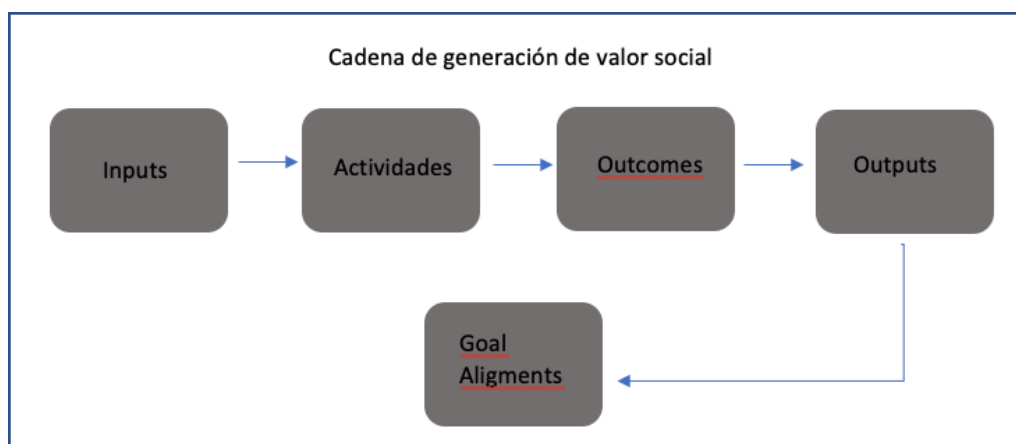 Cadena de generación de valor social
Inputs
Actividades
Outcomes
Outputs
Goal
Aligments